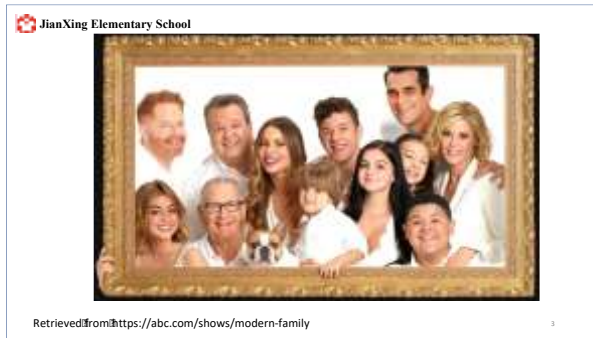 JianXing Elementary School
Retrieved from https://abc.com/shows/modern-family
3